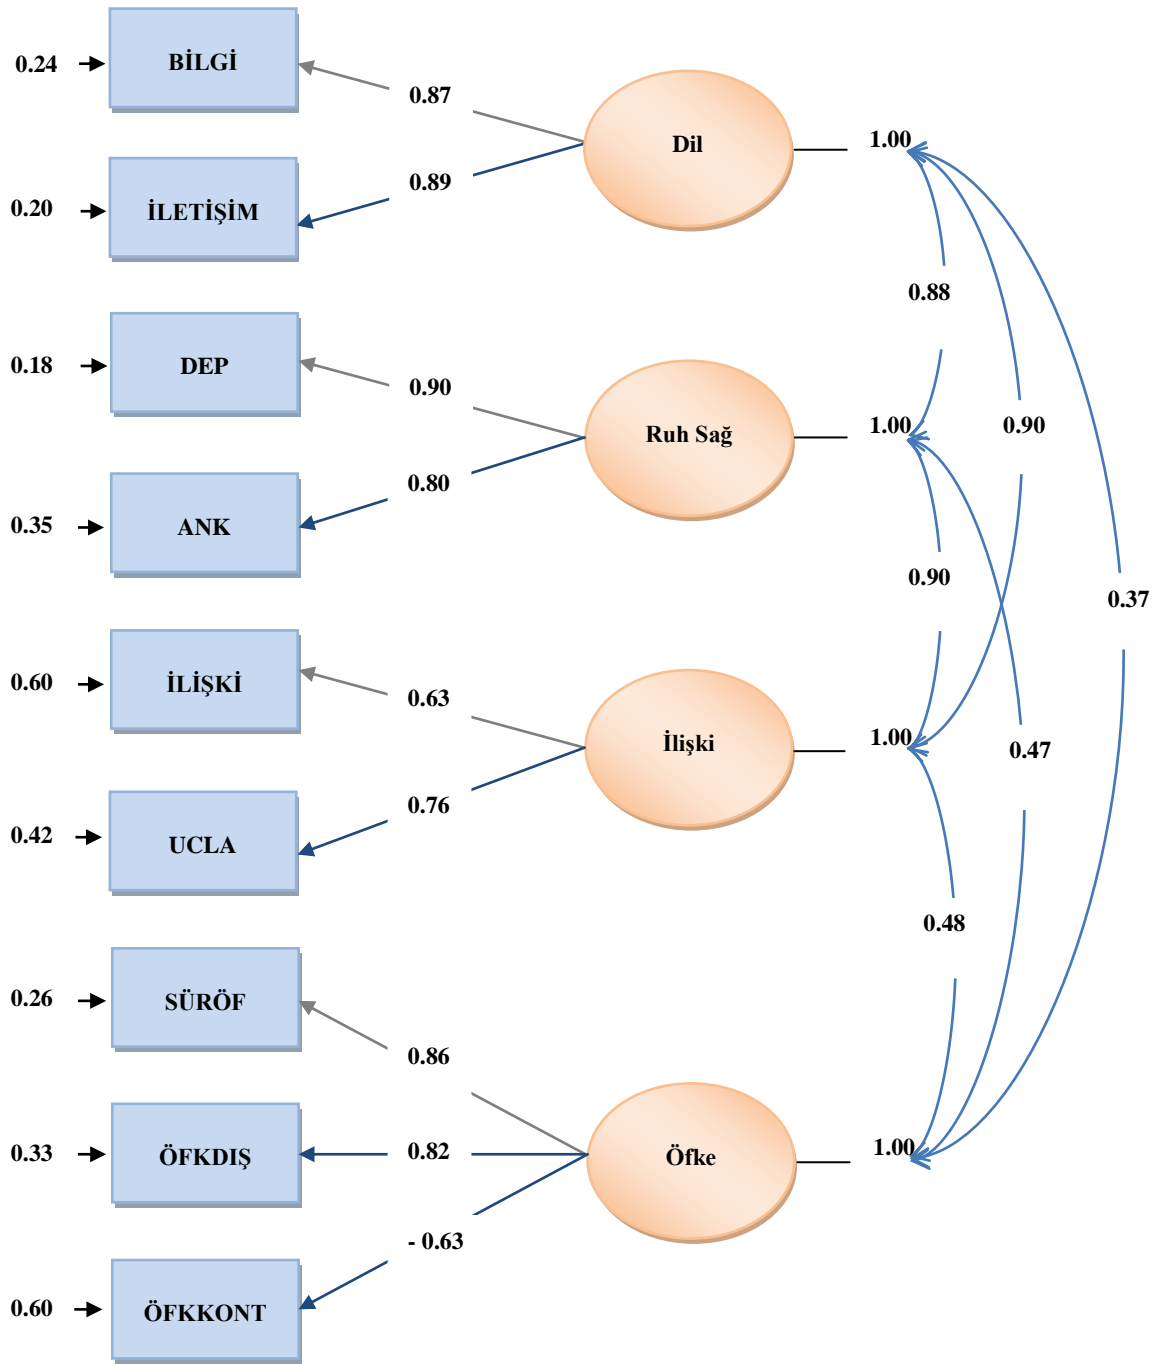 0.24
BİLGİ
0.87
Dil
1.00
0.20
İLETİŞİM
0.89
0.88
0.18
DEP
0.90
Ruh Sağ
1.00
0.90
0.35
ANK
0.80
0.90
0.37
0.60
İLİŞKİ
0.63
İlişki
1.00
0.47
0.42
UCLA
0.76
0.48
0.26
SÜRÖF
0.86
0.33
ÖFKDIŞ
0.82
Öfke
1.00
- 0.63
0.60
ÖFKKONT